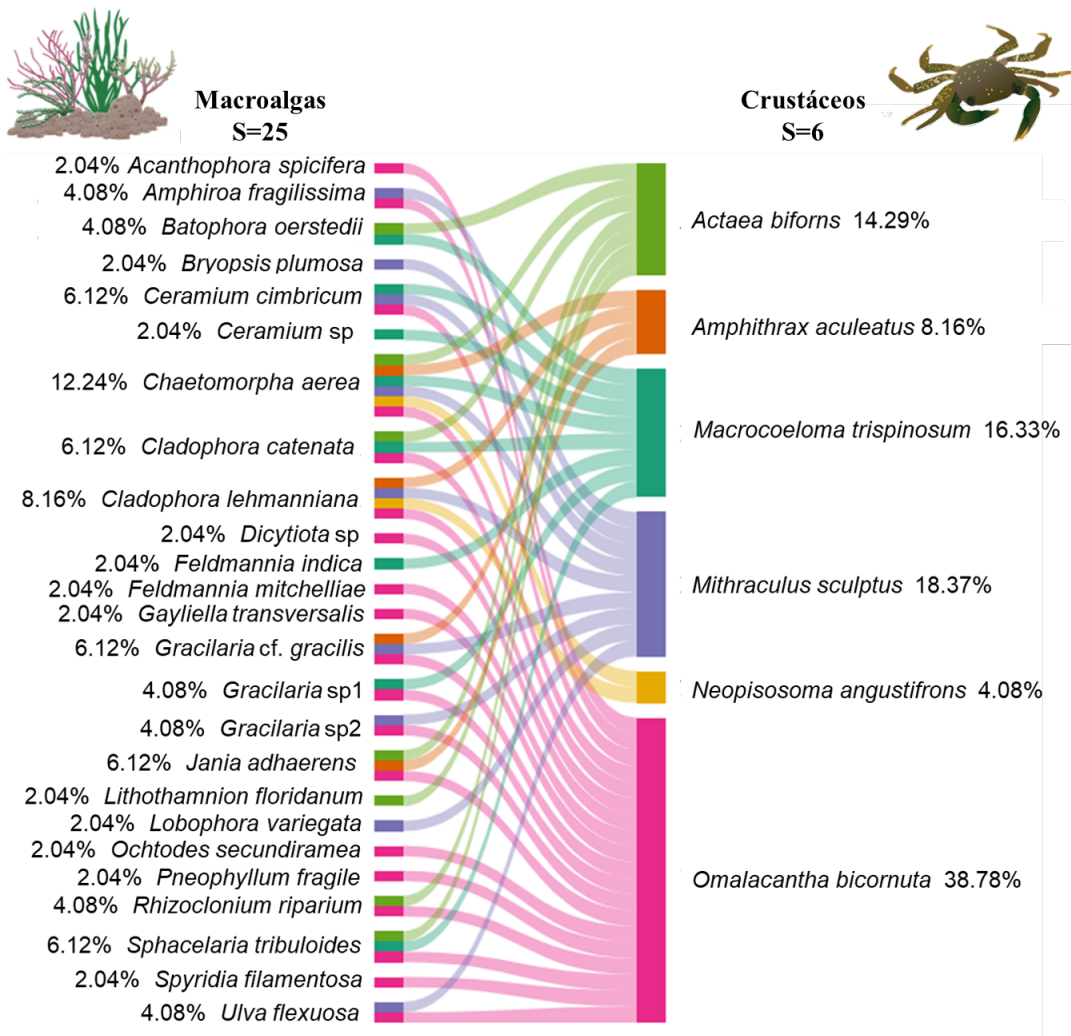 Macroalgas
S=25
Crustáceos
S=6
2.04% Acanthophora spicifera
4.08% Amphiroa fragilissima
4.08% Batophora oerstedii
2.04% Bryopsis plumosa
6.12% Ceramium cimbricum
2.04% Ceramium sp
12.24% Chaetomorpha aerea
6.12% Cladophora catenata
8.16% Cladophora lehmanniana
2.04% Dicytiota sp
2.04% Feldmannia indica
2.04% Feldmannia mitchelliae
2.04% Gayliella transversalis
6.12% Gracilaria cf. gracilis
4.08% Gracilaria sp1
4.08% Gracilaria sp2
6.12% Jania adhaerens
2.04% Lithothamnion floridanum
2.04% Lobophora variegata
2.04% Ochtodes secundiramea
2.04% Pneophyllum fragile
4.08% Rhizoclonium riparium
6.12% Sphacelaria tribuloides
2.04% Spyridia filamentosa
4.08% Ulva flexuosa
Actaea biforns 14.29%
Amphithrax aculeatus 8.16%
Macrocoeloma trispinosum 16.33%
Mithraculus sculptus 18.37%
Neopisosoma angustifrons 4.08%
Omalacantha bicornuta 38.78%